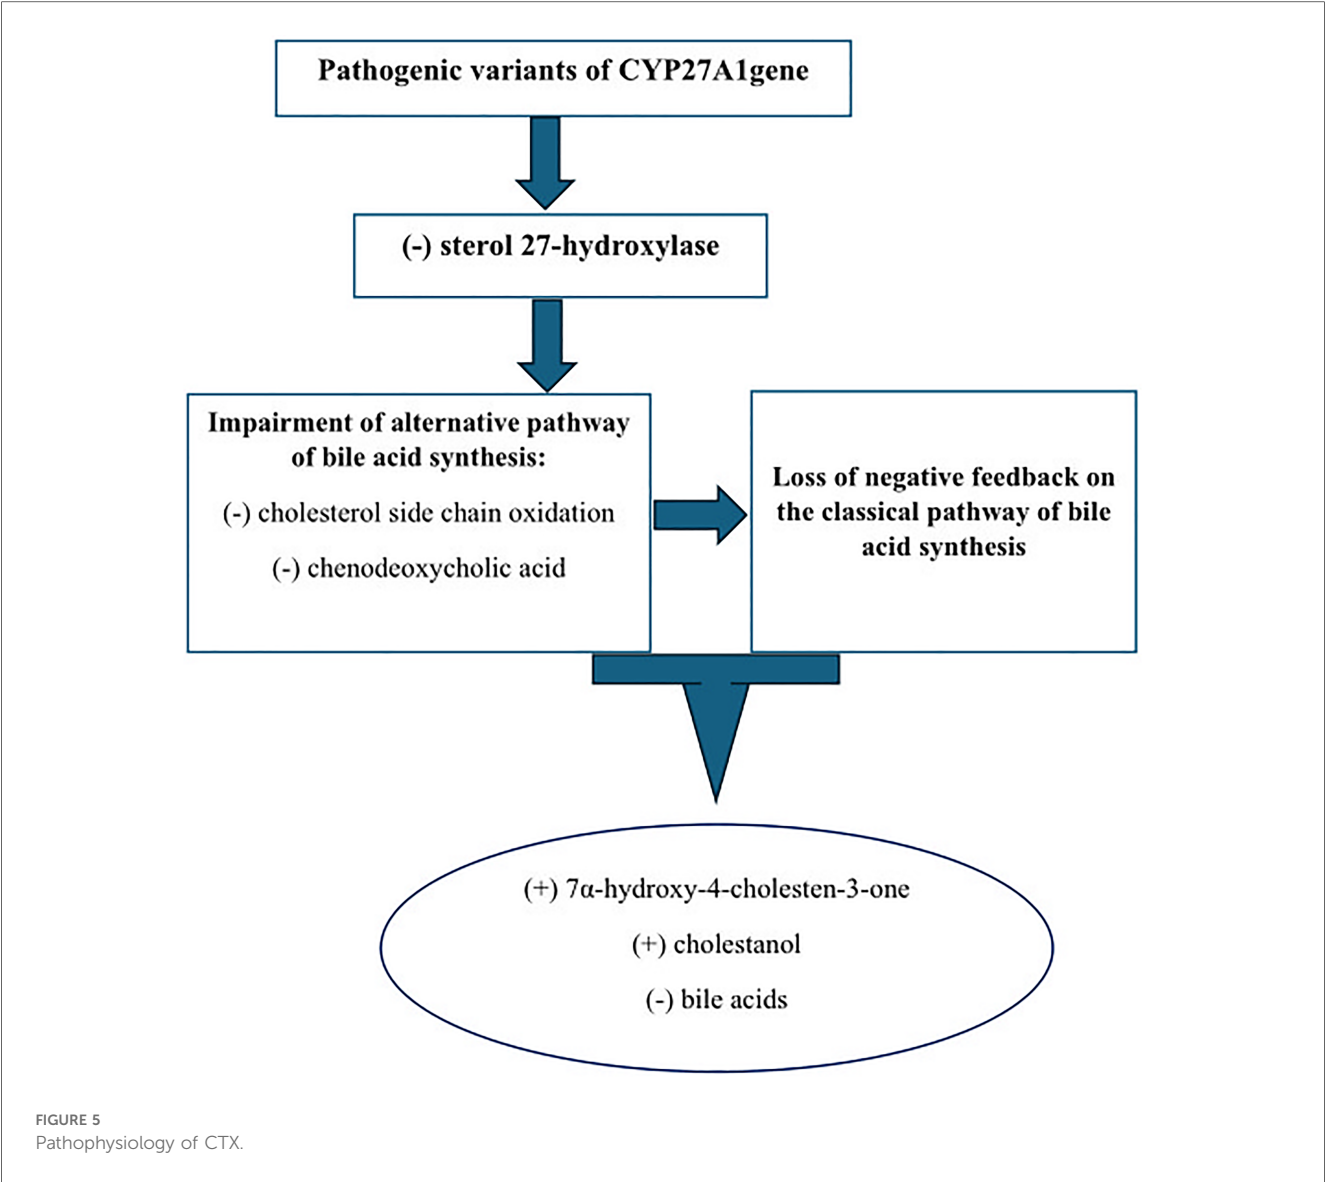 Pathogenic variants of CYP27A1gene
(-) sterol 27-hydroxylase
Impairment of alternative pathway
of bile acid synthesis:
(-) cholesterol side chain oxidation
(-) chenodeoxycholic acid
Loss of negative feedback on
the classical pathway of bile
acid synthesis
(+) 7α-hydroxy-4-cholesten-3-one
(+) cholestanol
(-) bile acids
FIGURE 5
Pathophysiology of CTX.